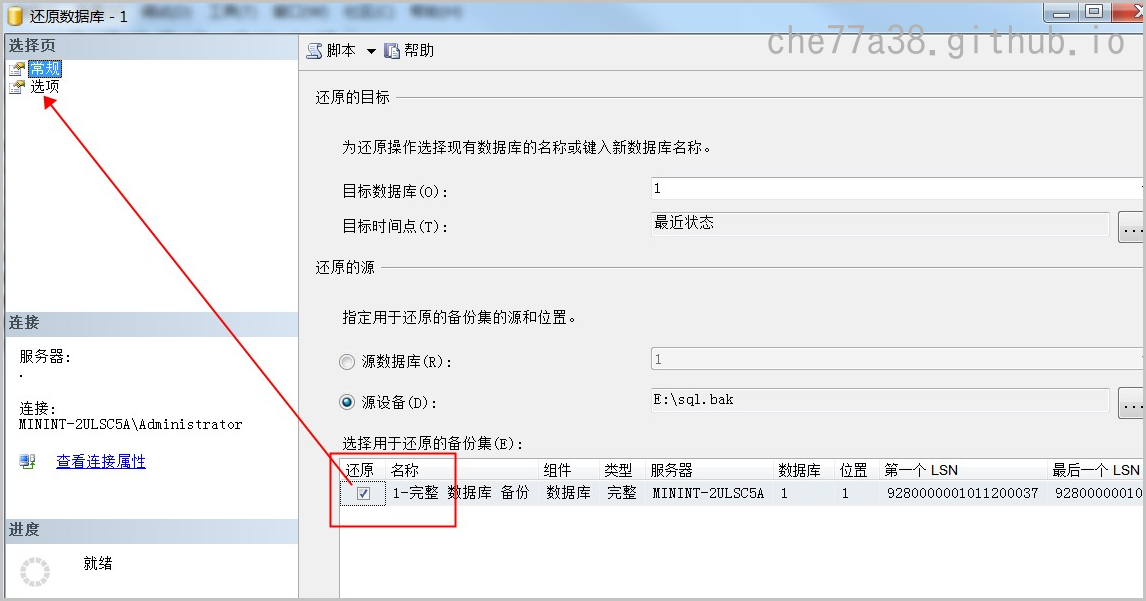 还原数据库 - 1
che77a38.github.io
选择页
常规
选项
脚本 帮助
还原的目标
为还原操作选择现有数据库的名称或键入新数据库名称。
目标数据库(O): 1
目标时间点(T): 最近状态 ...
还原的源
指定用于还原的备份集的源和位置。
源数据库(R): 1
源设备(D): E:\sql.bak ...
选择用于还原的备份集(E):
还原 名称 组件 类型 服务器 数据库 位置 第一个 LSN 最后一个 LSN
1-完整 数据库 备份 数据库 完整 MININT-2ULSC5A 1 1 9280000001011200037 92800000010
连接
服务器:
.
连接:
MININT-2ULSC5A\Administrator
查看连接属性
进度
就绪